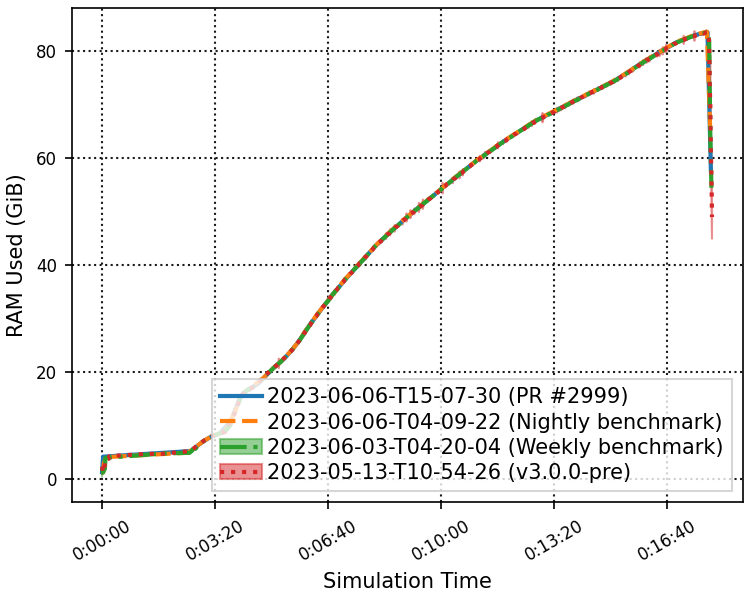 80
60
40
20
0
RAM Used (GiB)
2023-06-06-T15-07-30 (PR #2999)
2023-06-06-T04-09-22 (Nightly benchmark)
2023-06-03-T04-20-04 (Weekly benchmark)
2023-05-13-T10-54-26 (v3.0.0-pre)
0:00:00
0:03:20
0:06:40
0:10:00
0:13:20
0:16:40
Simulation Time